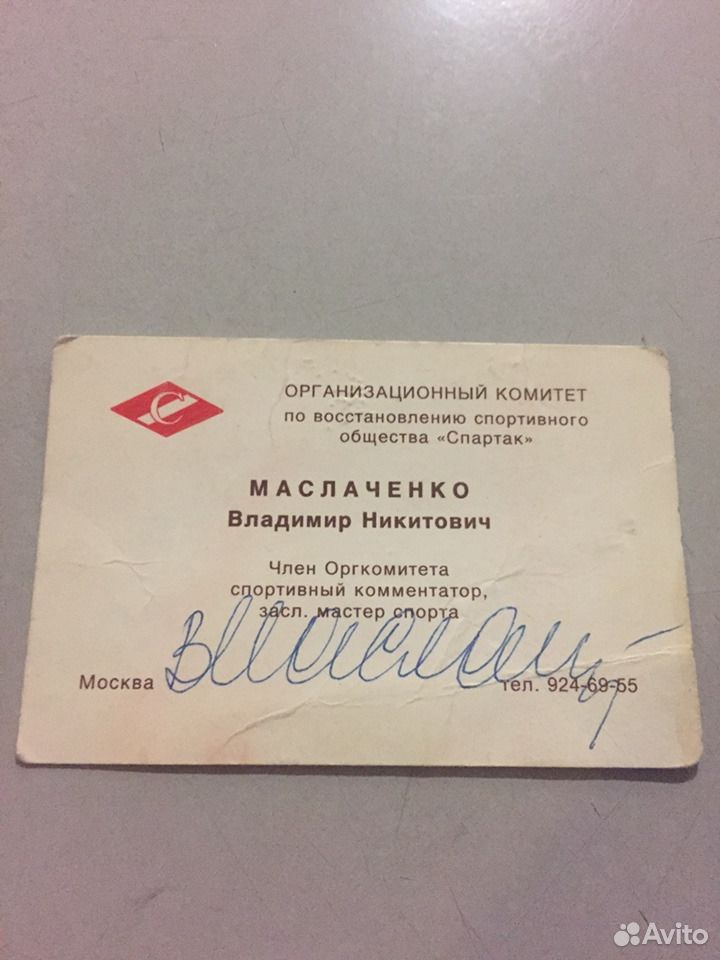 С
ОРГАНИЗАЦИОННЫЙ КОМИТЕТ
по восстановлению спортивного
общества «Спартак»
МАСЛАЧЕНКО
Владимир Никитович
Член Оргкомитета
спортивный комментатор,
засл. мастер спорта
Москва
тел. 924-69-55
Avito